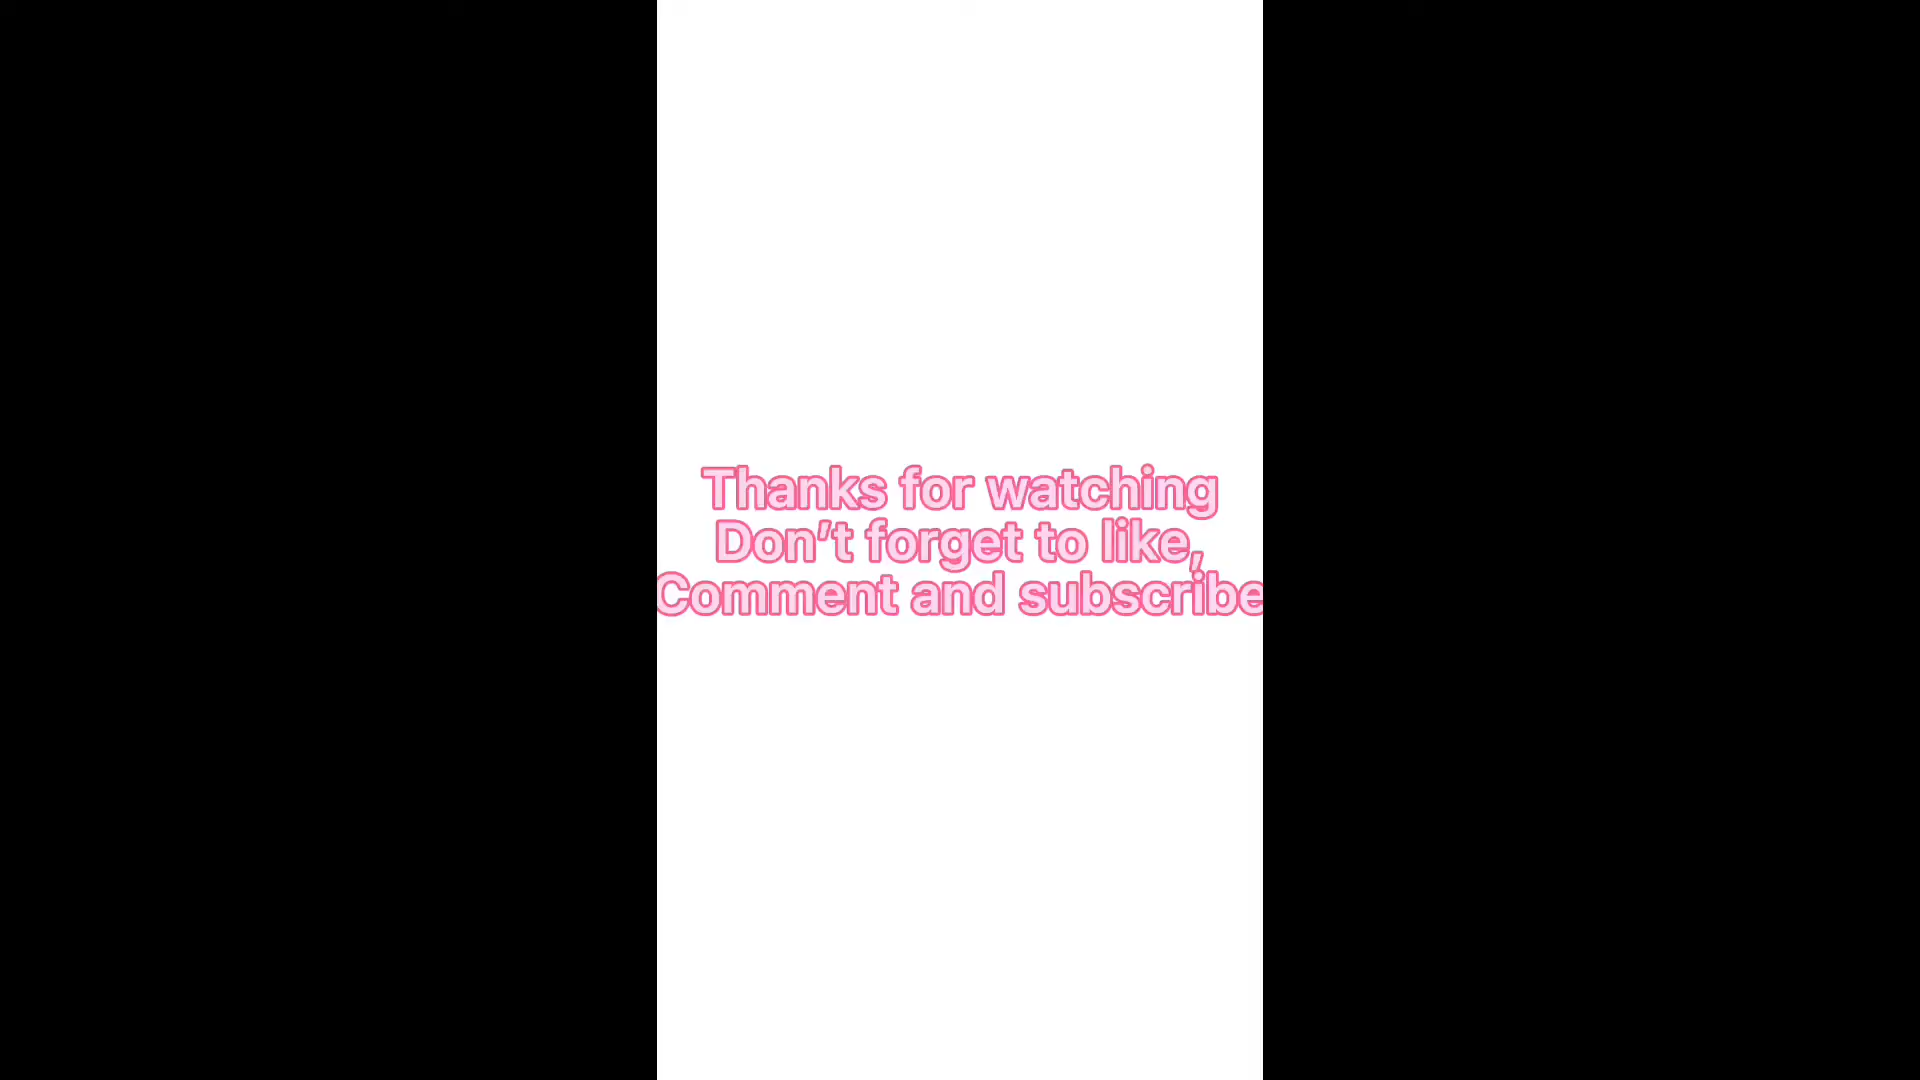 Thanks for watching
Don’t forget to like,
Comment and subscribe